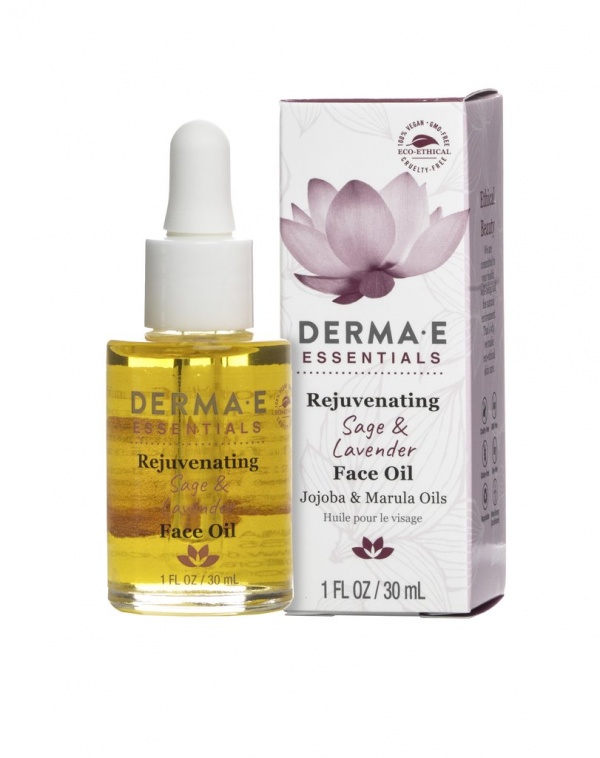 DERMA·E
ESSENTIALS
Rejuvenating
Sage &
Lavender
Face Oil
1 FL OZ / 30 mL
100% VEGAN · GMO-FREE
ECO-ETHICAL
CRUELTY-FREE
DERMA·E
ESSENTIALS
Rejuvenating
Sage &
Lavender
Face Oil
Jojoba & Marula Oils
Huile pour le visage
1 FL OZ / 30 mL
Ethical
Beauty